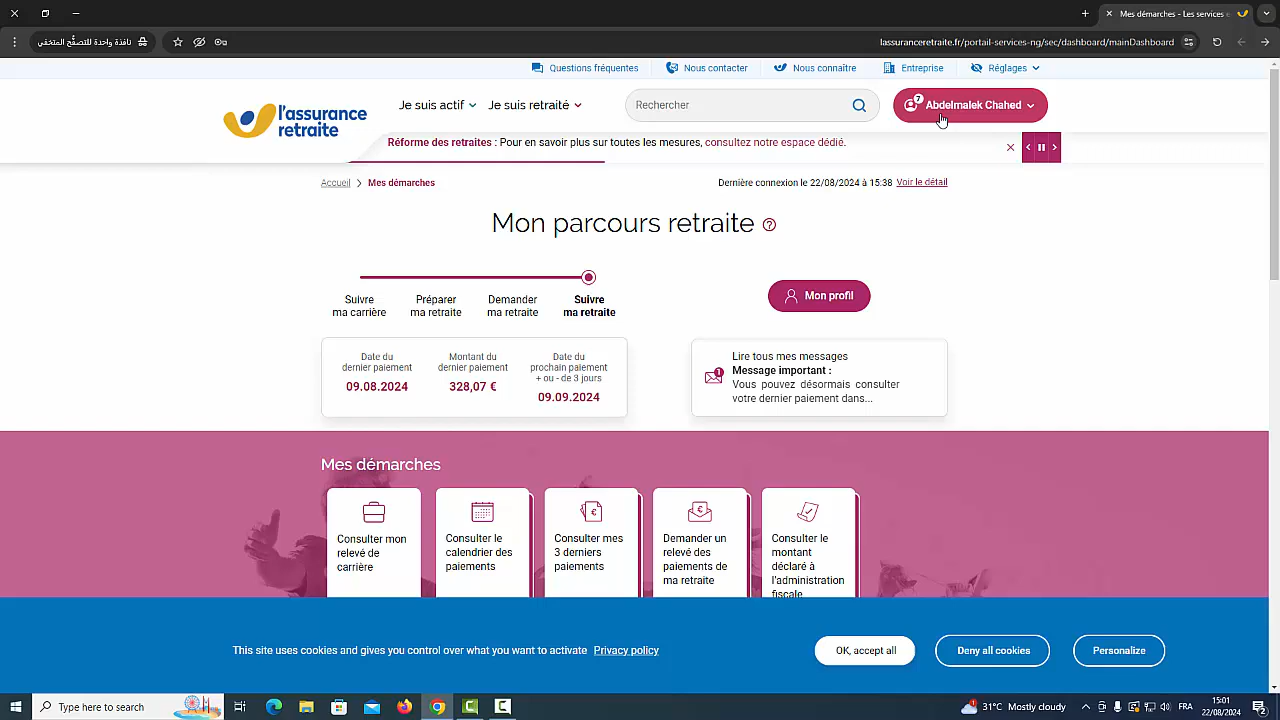 Mes démarches - Les services e
نافذة واحدة للتصفُّح المتخفي
lassuranceretraite.fr/portail-services-ng/sec/dashboard/mainDashboard
Questions fréquentes
Nous contacter
Nous connaître
Entreprise
Réglages
l'assurance
retraite
Je suis actif
Je suis retraité
Rechercher
7
Abdelmalek Chahed
Réforme des retraites : Pour en savoir plus sur toutes les mesures, consultez notre espace dédié.
Accueil > Mes démarches
Dernière connexion le 22/08/2024 à 15:38 Voir le détail
Mon parcours retraite
Suivre
ma carrière
Préparer
ma retraite
Demander
ma retraite
Suivre
ma retraite
Mon profil
Date du
dernier paiement
09.08.2024
Montant du
dernier paiement
328,07 €
Date du
prochain paiement
+ ou - de 3 jours
09.09.2024
1
Lire tous mes messages
Message important :
Vous pouvez désormais consulter
votre dernier paiement dans...
Mes démarches
Consulter mon
relevé de
carrière
Consulter le
calendrier des
paiements
Consulter mes
3 derniers
paiements
Demander un
relevé des
paiements de
ma retraite
Consulter le
montant
déclaré à
l'administration
fiscale
This site uses cookies and gives you control over what you want to activate Privacy policy
OK, accept all
Deny all cookies
Personalize
Type here to search
31°C Mostly cloudy
FRA
15:01
22/08/2024
2